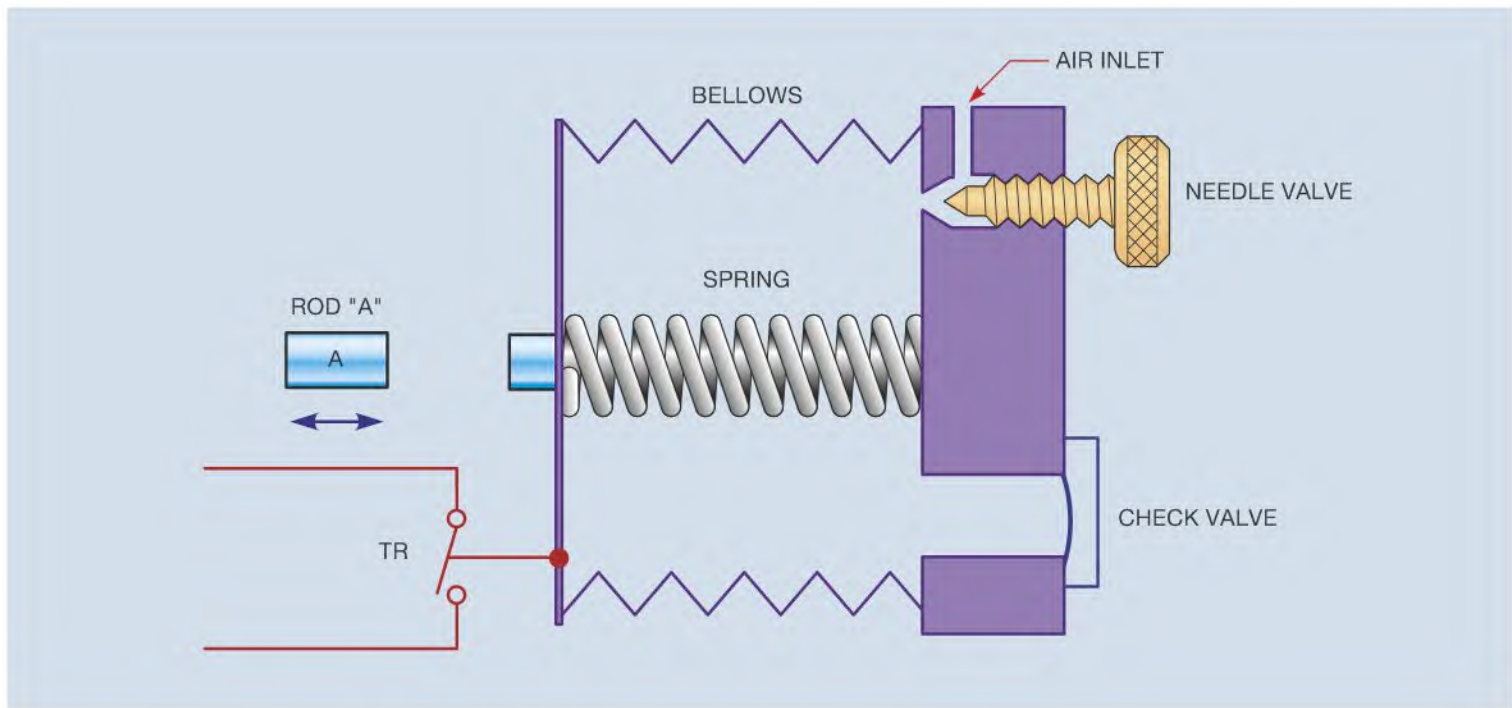 AIR INLET
BELLOWS
NEEDLE VALVE
SPRING
ROD "A"
A
CHECK VALVE
TR